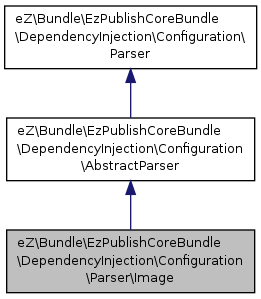 eZ\Bundle\EzPublishCoreBundle
\DependencyInjection\Configuration\
Parser
eZ\Bundle\EzPublishCoreBundle
\DependencyInjection\Configuration
\AbstractParser
eZ\Bundle\EzPublishCoreBundle
\DependencyInjection\Configuration
\Parser\Image